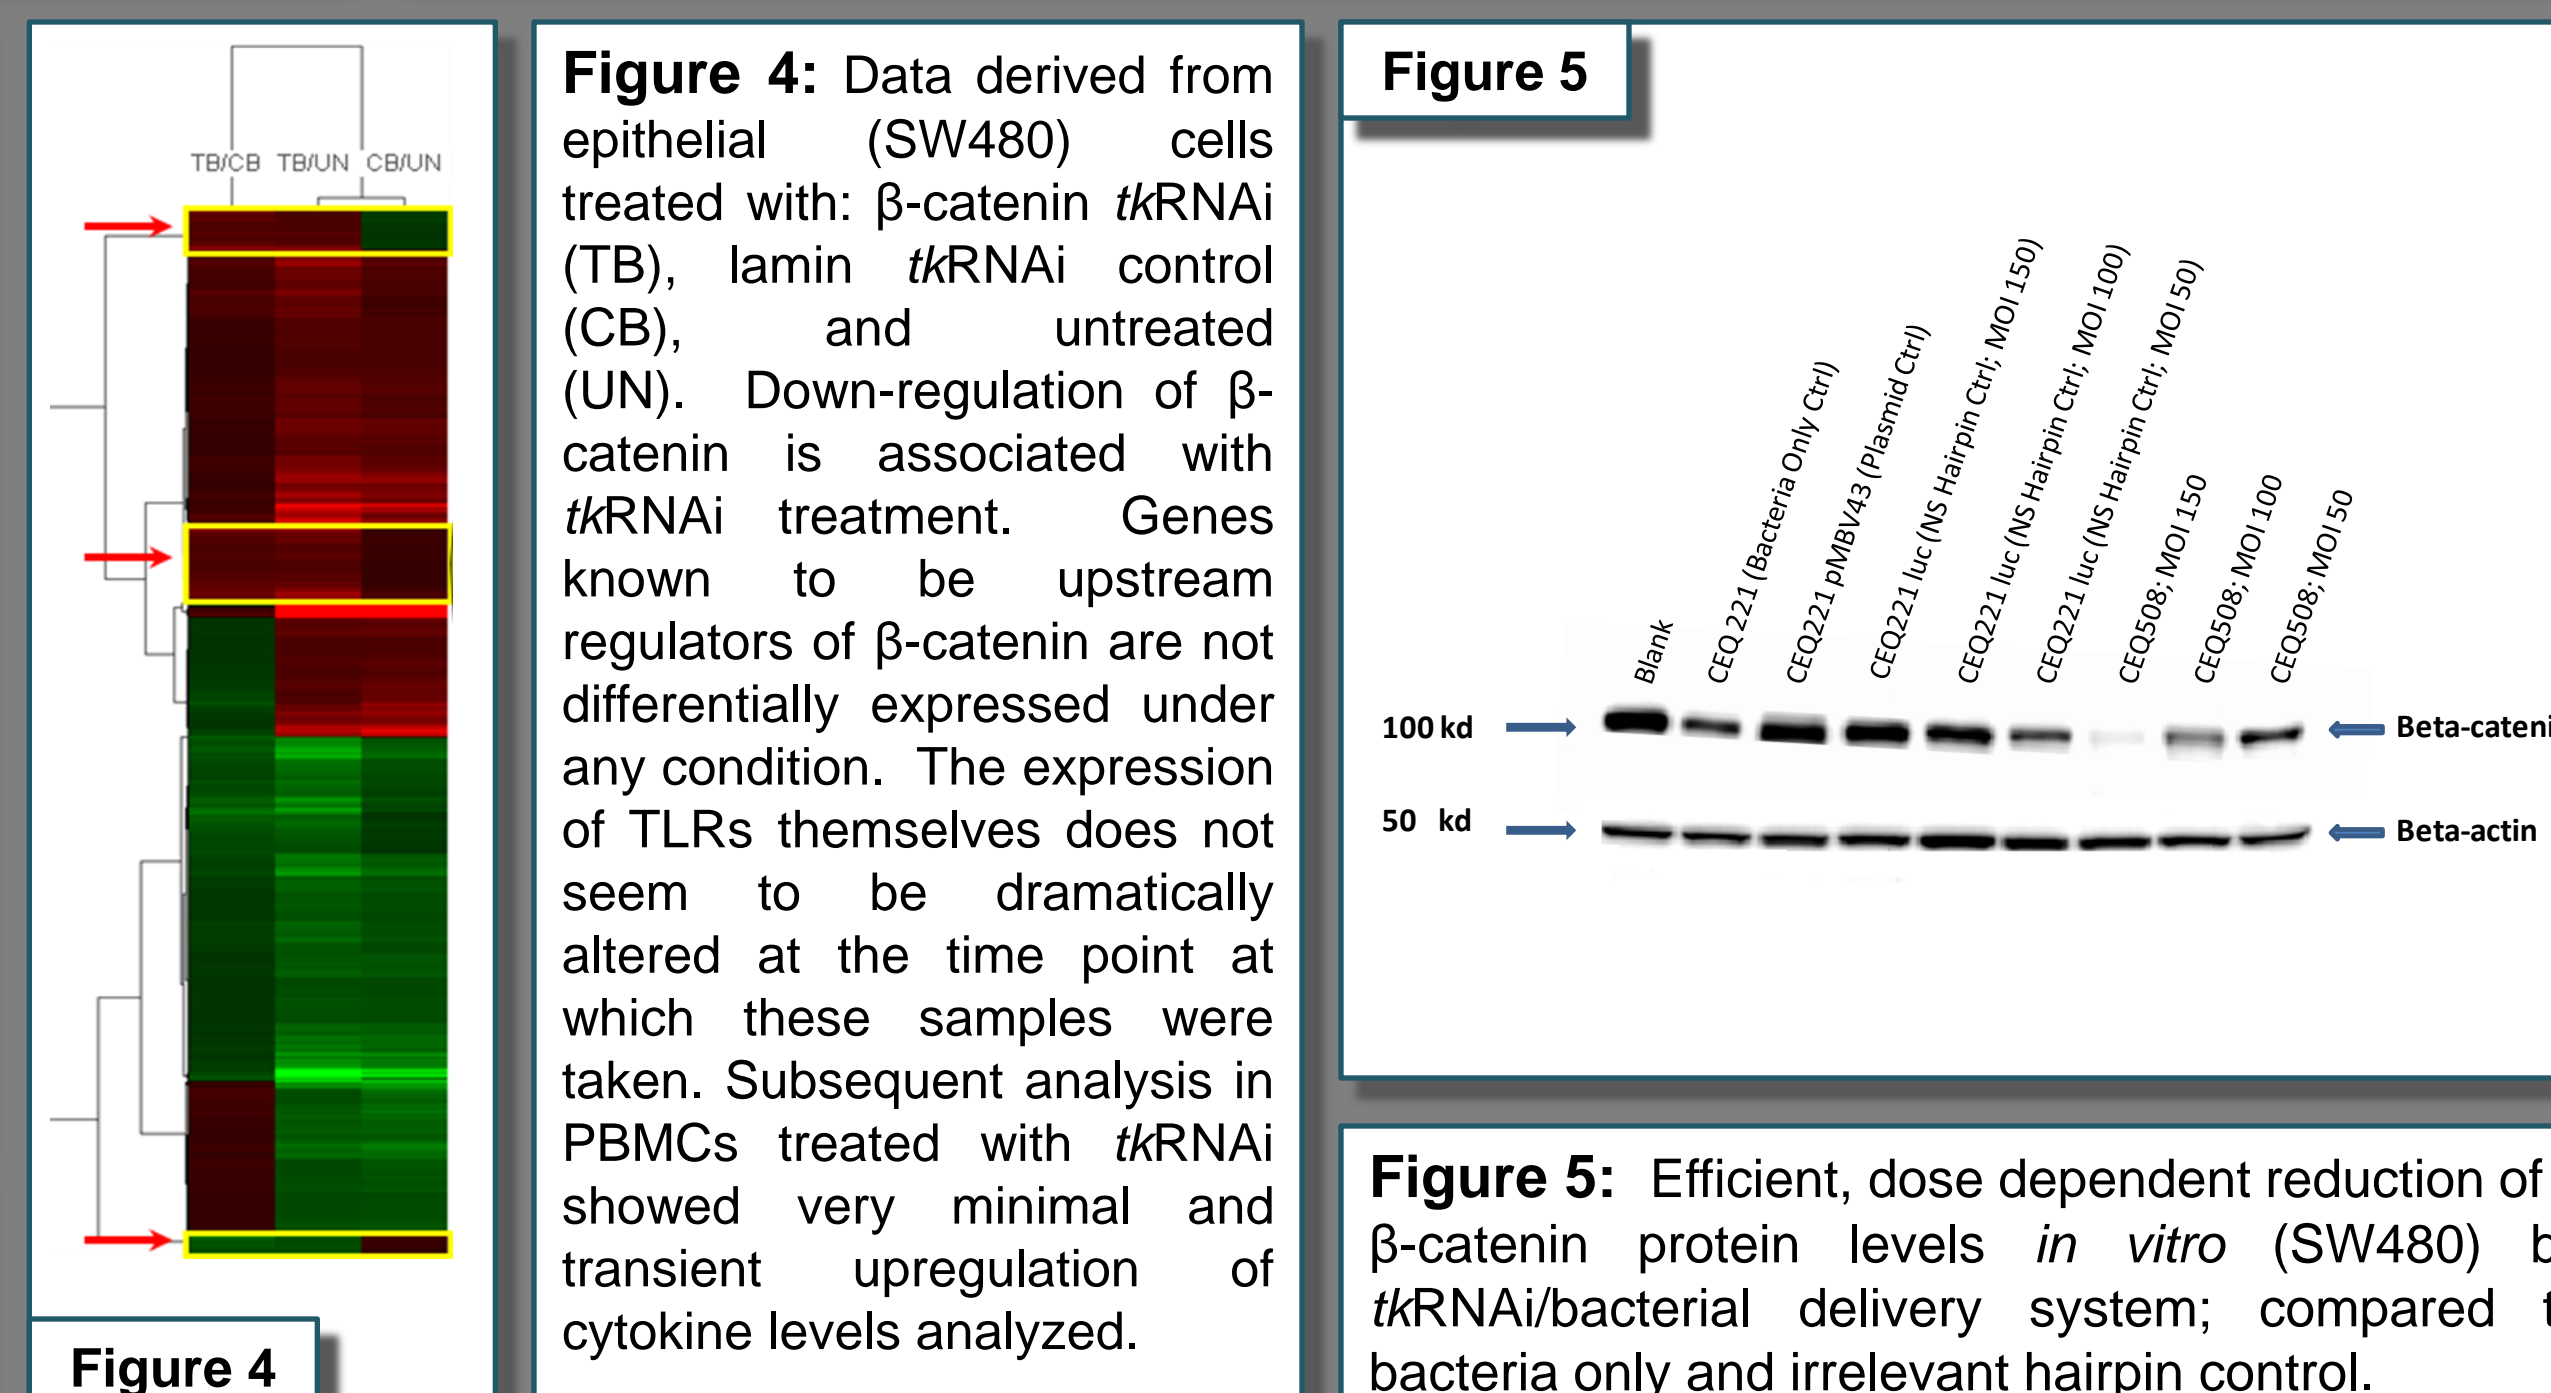 TB/CB TB/UN CB/UN
Figure 4
Figure 4: Data derived from
epithelial (SW480) cells
treated with: β-catenin tkRNAi
(TB), lamin tkRNAi control
(CB), and untreated
(UN). Down-regulation of β-
catenin is associated with
tkRNAi treatment. Genes
known to be upstream
regulators of β-catenin are not
differentially expressed under
any condition. The expression
of TLRs themselves does not
seem to be dramatically
altered at the time point at
which these samples were
taken. Subsequent analysis in
PBMCs treated with tkRNAi
showed very minimal and
transient upregulation of
cytokine levels analyzed.
Figure 5
Blank
CEQ 221 (Bacteria Only Ctrl)
CEQ221 pMBV43 (Plasmid Ctrl)
CEQ221 luc (NS Hairpin Ctrl; MOI 150)
CEQ221 luc (NS Hairpin Ctrl; MOI 100)
CEQ221 luc (NS Hairpin Ctrl; MOI 50)
CEQ508; MOI 150
CEQ508; MOI 100
CEQ508; MOI 50
100 kd
Beta-cateni
50 kd
Beta-actin
Figure 5: Efficient, dose dependent reduction of
β-catenin protein levels in vitro (SW480) b
tkRNAi/bacterial delivery system; compared t
bacteria only and irrelevant hairpin control.